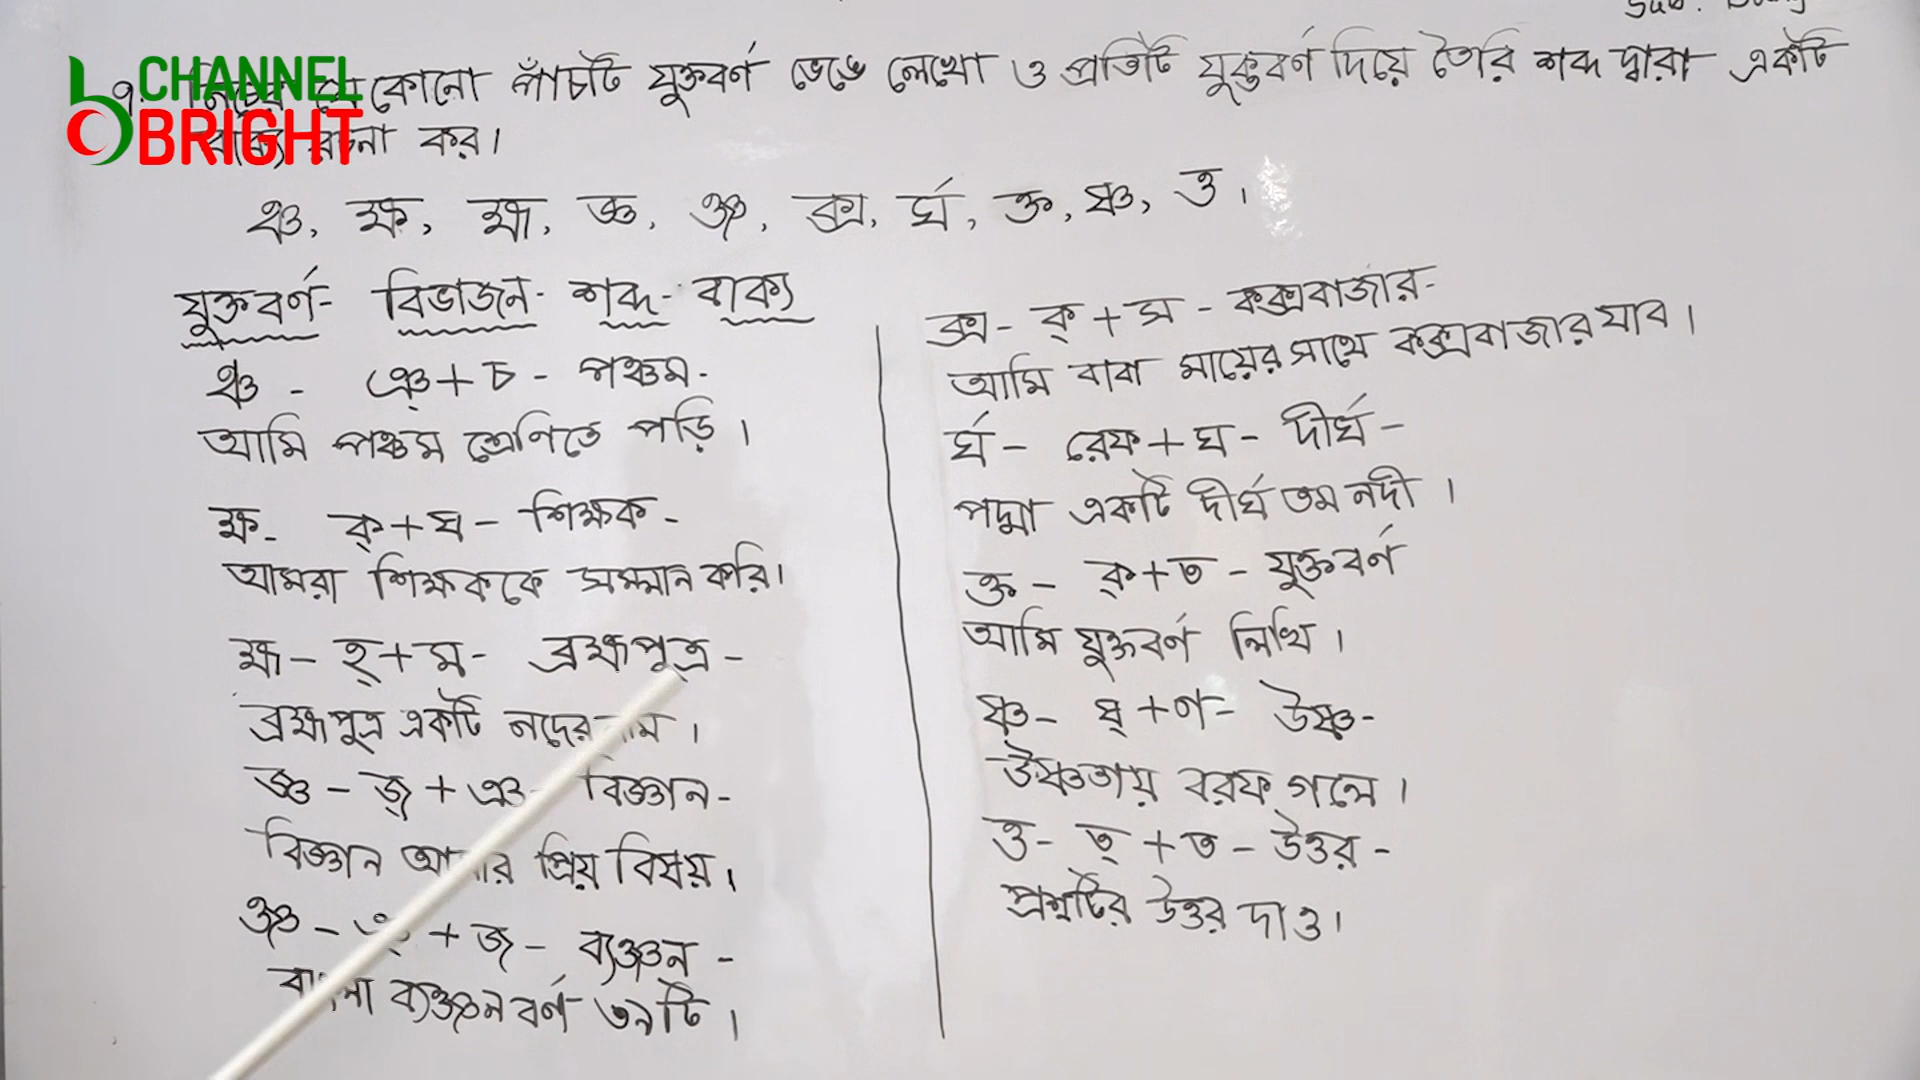 Sub:
CHANNEL
BRIGHT
৭. কোনো পাঁচটি যুক্তবর্ণ ভেঙে লেখো ও প্রতিটি যুক্তবর্ণ দিয়ে তৈরি শব্দ দ্বারা একটি
রচনা কর।
ঞ্চ, ক্ষ, হ্ম, জ্ঞ, ঞ্জ, ক্স, র্ঘ, ক্ত, ষ্ণ, ত্ত।
যুক্তবর্ণ- বিভাজন- শব্দ- বাক্য
ঞ্চ - ঞ্+চ - পঞ্চম-
আমি পঞ্চম শ্রেণিতে পড়ি।
ক্ষ- ক্+ষ - শিক্ষক-
আমরা শিক্ষককে সম্মান করি।
হ্ম - হ্+ম- ব্রহ্মপুত্র -
ব্রহ্মপুত্র একটি নদের নাম।
জ্ঞ - জ্+ঞ - বিজ্ঞান-
বিজ্ঞান আমার প্রিয় বিষয়।
ঞ্জ - ঞ্+জ - ব্যঞ্জন -
বাংলা ব্যঞ্জনবর্ণ ৩৯টি।
ক্স - ক্+স - কক্সবাজার-
আমি বাবা মায়ের সাথে কক্সবাজার যাব।
র্ঘ - রেফ+ঘ - দীর্ঘ -
পদ্মা একটি দীর্ঘতম নদী।
ক্ত - ক্+ত - যুক্তবর্ণ
আমি যুক্তবর্ণ লিখি।
ষ্ণ - ষ্+ণ - উষ্ণ-
উষ্ণতায় বরফ গলে।
ত্ত - ত্+ত - উত্তর -
প্রশ্নটির উত্তর দাও।